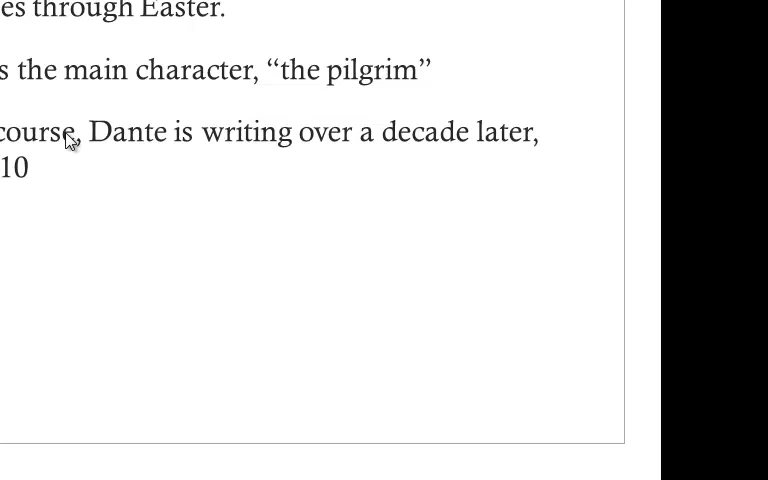 es through Easter.
s the main character, “the pilgrim”
course, Dante is writing over a decade later,
10